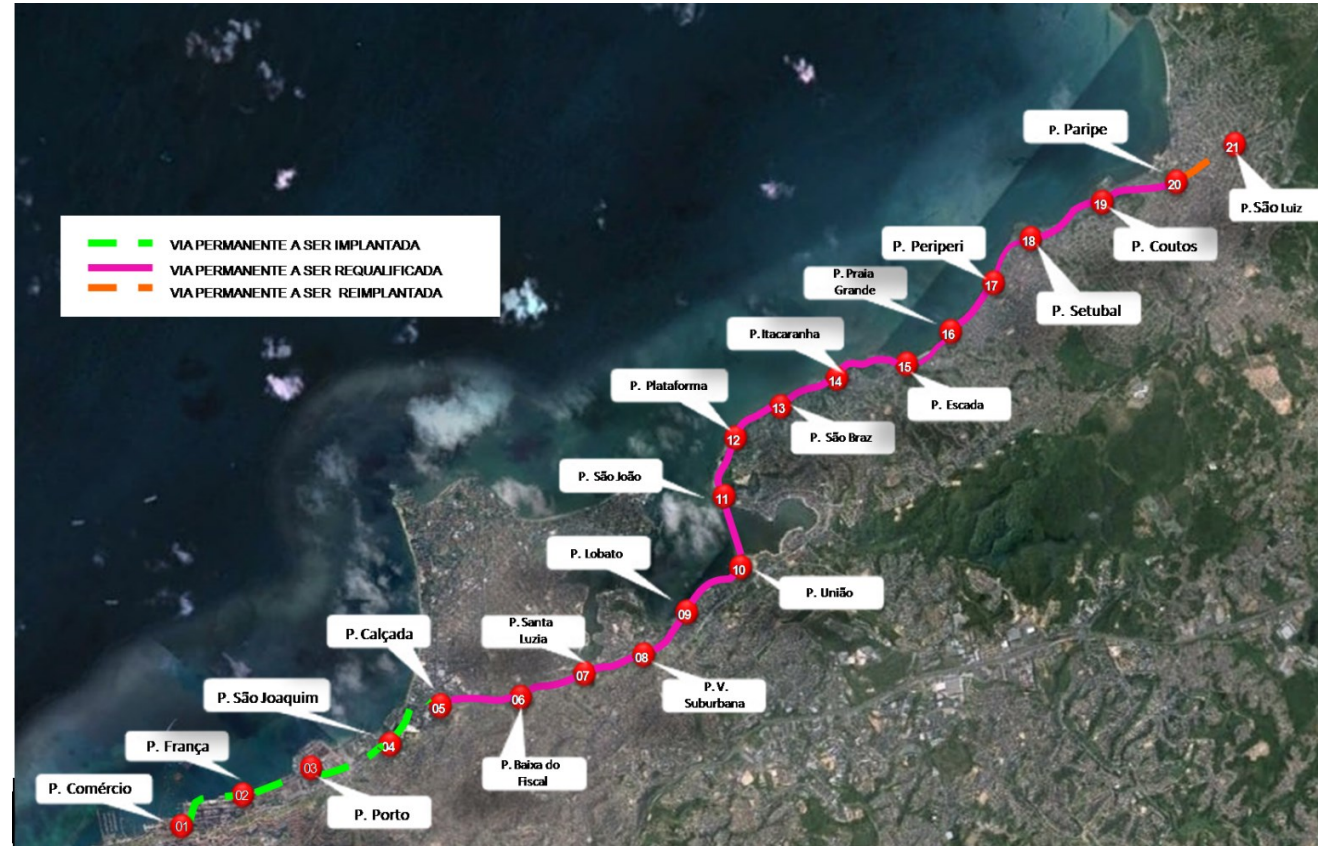 VIA PERMANENTE A SER IMPLANTADA
VIA PERMANENTE A SER REQUALIFICADA
VIA PERMANENTE A SER REIMPLANTADA
P. Paripe
21
20
P. São Luiz
19
P. Coutos
P. Periperi
18
P. Setubal
P. Praia
Grande
17
16
P. Itacaranha
15
14
P. Escada
P. Plataforma
13
P. São Braz
12
P. São João
11
P. Lobato
10
P. União
09
P. Santa
Luzia
P. Calçada
08
07
P. V.
Suburbana
P. São Joaquim
05
06
P. Baixa do
Fiscal
04
P. França
03
P. Porto
02
P. Comércio
01